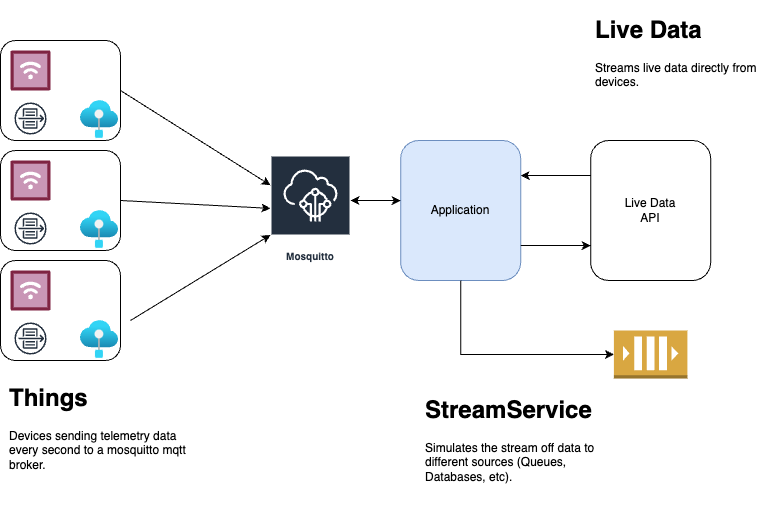 Live Data
Streams live data directly from
devices.
Mosquitto
Application
Live Data
API
Things
Devices sending telemetry data
every second to a mosquitto mqtt
broker.
StreamService
Simulates the stream off data to
different sources (Queues,
Databases, etc).